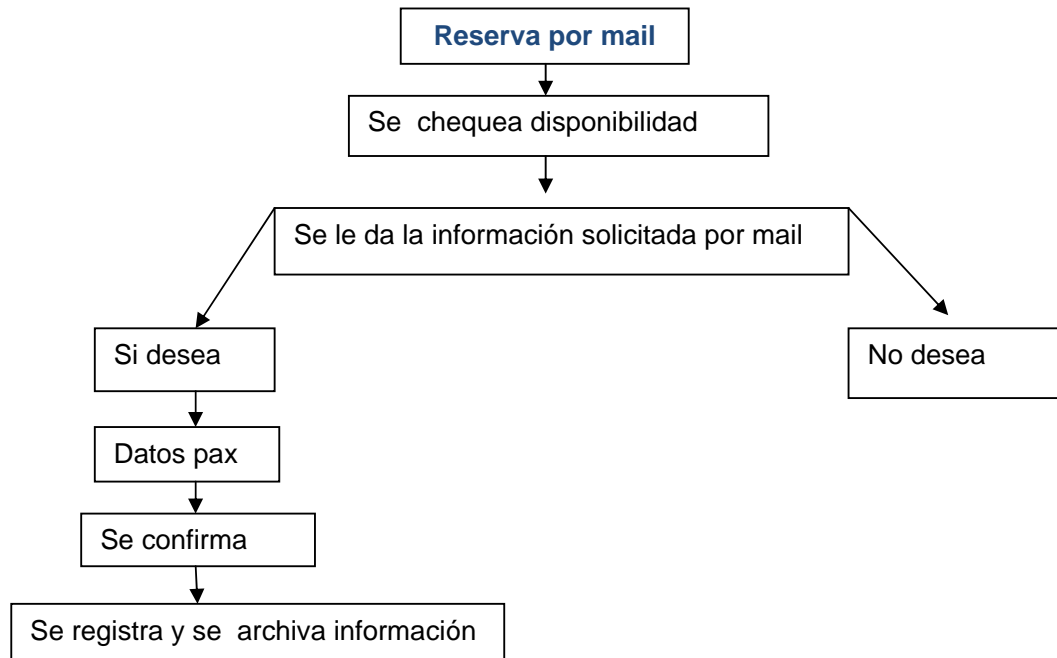 Reserva por mail
Se chequea disponibilidad
Se le da la información solicitada por mail
Si desea
No desea
Datos pax
Se confirma
Se registra y se archiva información